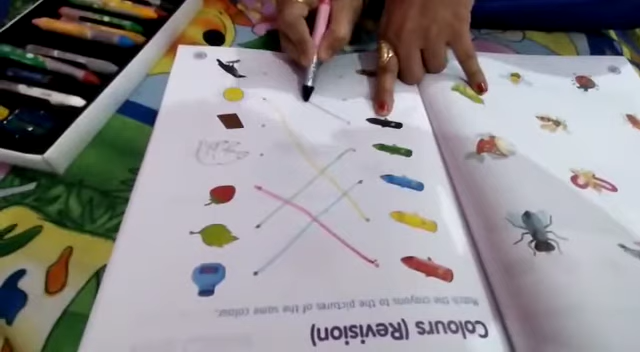 Colours (Revision)
Match the crayons to the pictures of the same colour.